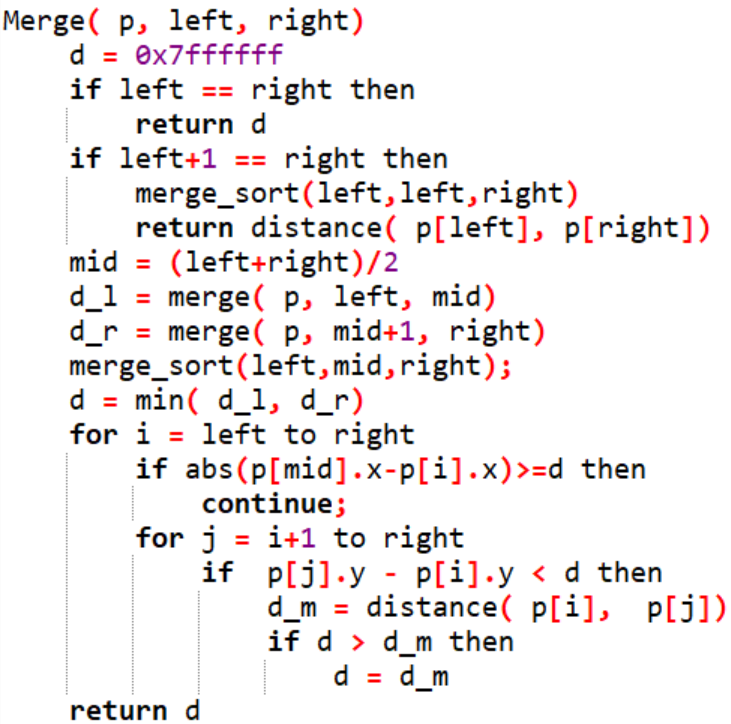 Merge( p, left, right)
    d = 0x7ffffff
    if left == right then
        return d
    if left+1 == right then
        merge_sort(left,left,right)
        return distance( p[left], p[right])
    mid = (left+right)/2
    d_l = merge( p, left, mid)
    d_r = merge( p, mid+1, right)
    merge_sort(left,mid,right);
    d = min( d_l, d_r)
    for i = left to right
        if abs(p[mid].x-p[i].x)>=d then
            continue;
        for j = i+1 to right
            if  p[j].y - p[i].y < d then
                d_m = distance( p[i],  p[j])
                if d > d_m then
                    d = d_m
    return d